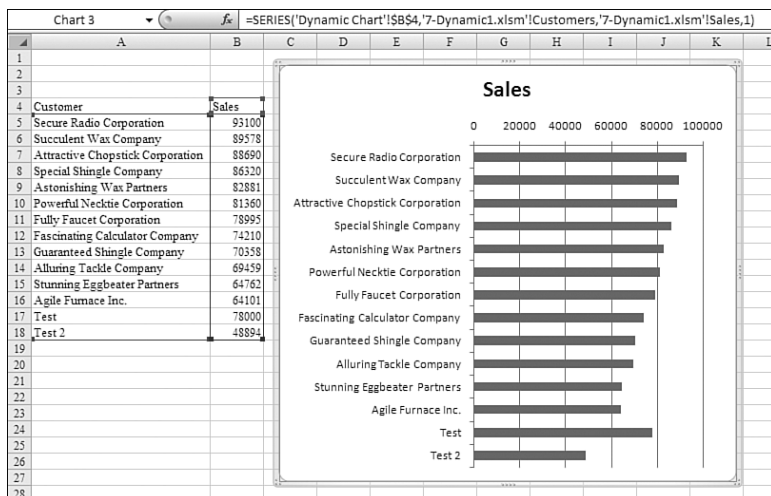 Chart 3 fx =SERIES('Dynamic Chart'!$B$4,'7-Dynamic1.xlsm'!Customers,'7-Dynamic1.xlsm'!Sales,1)
A B C D E F G H I J K L
1
2
3
4 Customer Sales
5 Secure Radio Corporation 93100
6 Succulent Wax Company 89578
7 Attractive Chopstick Corporation 88690
8 Special Shingle Company 86320
9 Astonishing Wax Partners 82881
10 Powerful Necktie Corporation 81360
11 Fully Faucet Corporation 78995
12 Fascinating Calculator Company 74210
13 Guaranteed Shingle Company 70358
14 Alluring Tackle Company 69459
15 Stunning Eggbeater Partners 64762
16 Agile Furnace Inc. 64101
17 Test 78000
18 Test 2 48894
19
20
21
22
23
24
25
26
27
28
Sales
0 20000 40000 60000 80000 100000
Secure Radio Corporation
Succulent Wax Company
Attractive Chopstick Corporation
Special Shingle Company
Astonishing Wax Partners
Powerful Necktie Corporation
Fully Faucet Corporation
Fascinating Calculator Company
Guaranteed Shingle Company
Alluring Tackle Company
Stunning Eggbeater Partners
Agile Furnace Inc.
Test
Test 2